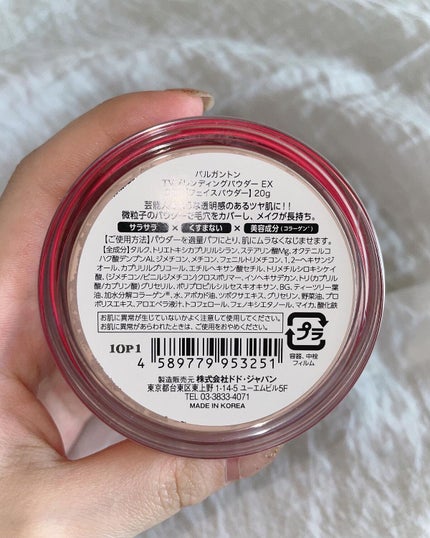 バルガントン
ンディングパウダー EX
フェイスパウダー】20g
な透明感のあるツヤ肌に！！
微粒子のパウダーで毛穴をカバーし、メイクが長持ち。
サラサラ × くすまない × 美容成分（コラーゲン*）
【ご使用方法】パウダーを適量パフにとり、肌にムラなくなじませます。
【全成分】タルク、トリエトキシカプリリルシラン、ステアリン酸Mg、オクテニルコ
ハク酸デンプンAL、ジメチコン、メチコン、フェニルトリメチコン、1,2-ヘキサンジ
オール、カプリリルグリコール、エチルヘキサン酸セチル、トリメチルシロキシケイ
酸、（ジメチコン/ビニルジメチコン）クロスポリマー、イソヘキサデカン、トリ（カプリル
酸/カプリン酸）グリセリル、ポリプロピルシルセスキオキサン、BG、ティーツリー葉
油、加水分解コラーゲン*、水、アボカド油、ツボクサエキス、グリセリン、野菜油、プロ
ポリスエキス、アロエベラ液汁、トコフェロール、フェノキシエタノール、マイカ、酸化鉄
お肌に異常が生じていないかよく注意して使用してください。
お肌に異常があらわれたときは、ご使用をおやめください。
プラ
容器、中栓
フィルム
1OP1
4 589779 953251
製造販売元 株式会社ドド・ジャパン
東京都台東区東上野 1-14-5 ユーエムビル5F
TEL 03-3833-4071
MADE IN KOREA